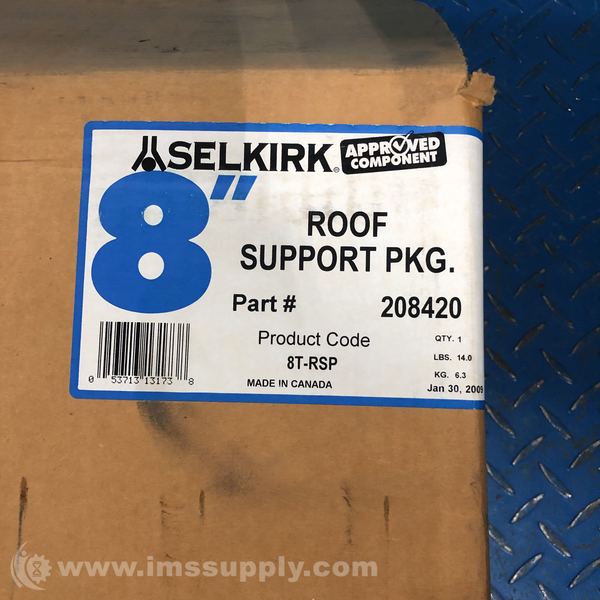 SELKIRK®
APPROVED
COMPONENT
8"
ROOF
SUPPORT PKG.
Part # 208420
Product Code
8T-RSP
MADE IN CANADA
QTY. 1
LBS. 14.0
KG. 6.3
Jan 30, 2009
0 53713 13173 8
www.imssupply.com